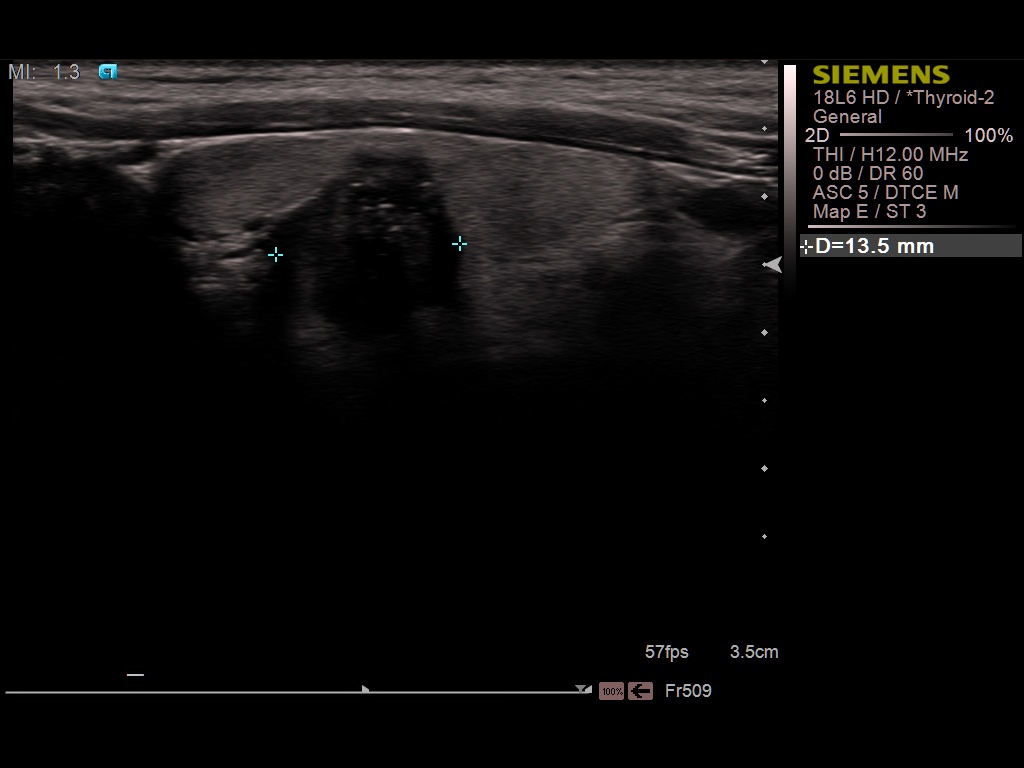 MI: 1.3
SIEMENS
18L6 HD / *Thyroid-2
General
2D 100%
THI / H12.00 MHz
0 dB / DR 60
ASC 5 / DTCE M
Map E / ST 3
D=13.5 mm
57fps 3.5cm
100% Fr509